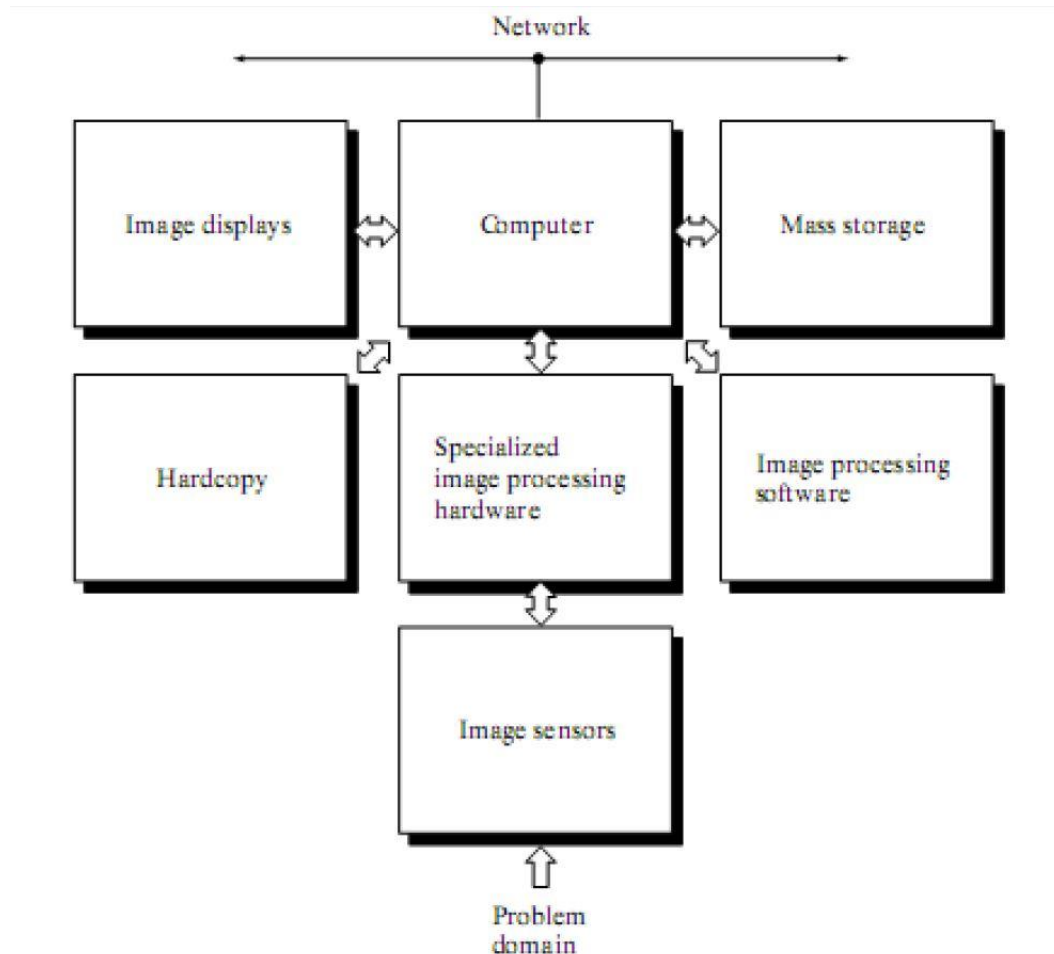 Network
Image displays
Computer
Mass storage
Hardcopy
Specialized
image processing
hardware
Image processing
software
Image sensors
Problem
domain